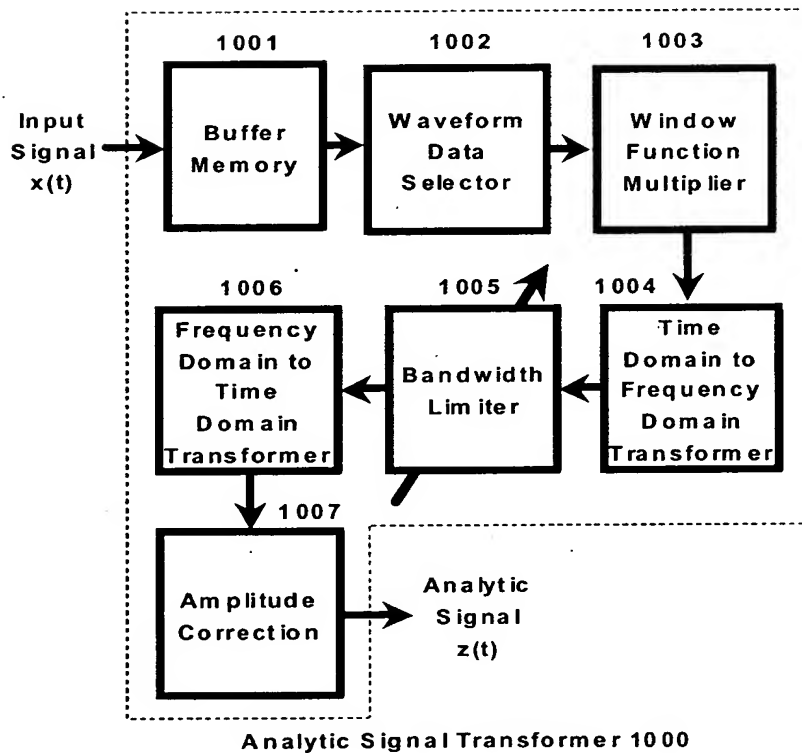 1001
1002
1003
Input
Signal
x(t)
Buffer
Memory
Waveform
Data
Selector
Window
Function
Multiplier
1006
1005
1004
Frequency
Domain to
Time
Domain
Transformer
Bandwidth
Limiter
Time
Domain to
Frequency
Domain
Transformer
1007
Amplitude
Correction
Analytic
Signal
z(t)
Analytic Signal Transformer 1000